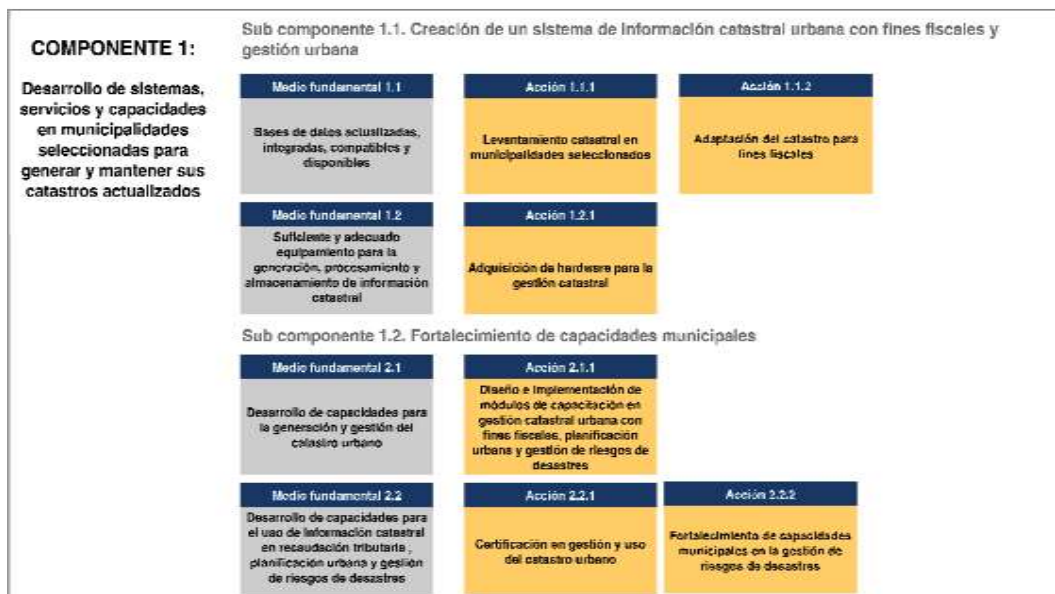 Sub componente 1.1. Creación de un sistema de información catastral urbana con fines fiscales y
gestión urbana
COMPONENTE 1:
Desarrollo de sistemas,
servicios y capacidades
en municipalidades
seleccionadas para
generar y mantener sus
catastros actualizados
Medio fundamental 1.1
Bases de datos actualizadas,
integradas, compatibles y
disponibles
Acción 1.1.1
Levantamiento catastral en
municipalidades seleccionados
Acción 1.1.2
Adaptación del catastro para
fines fiscales
Medio fundamental 1.2
Suficiente y adecuado
equipamiento para la
generación, procesamiento y
almacenamiento de información
catastral
Acción 1.2.1
Adquisición de hardware para la
gestión catastral
Sub componente 1.2. Fortalecimiento de capacidades municipales
Medio fundamental 2.1
Desarrollo de capacidades para
la generación y gestión del
catastro urbano
Acción 2.1.1
Diseño e implementación de
módulos de capacitación en
gestión catastral urbana con
fines fiscales, planificación
urbana y gestión de riesgos de
desastres
Medio fundamental 2.2
Desarrollo de capacidades para
el uso de información catastral
en recaudación tributaria ,
planificación urbana y gestión
de riesgos de desastres
Acción 2.2.1
Certificación en gestión y uso
del catastro urbano
Acción 2.2.2
Fortalecimiento de capacidades
municipales en la gestión de
riesgos de desastres